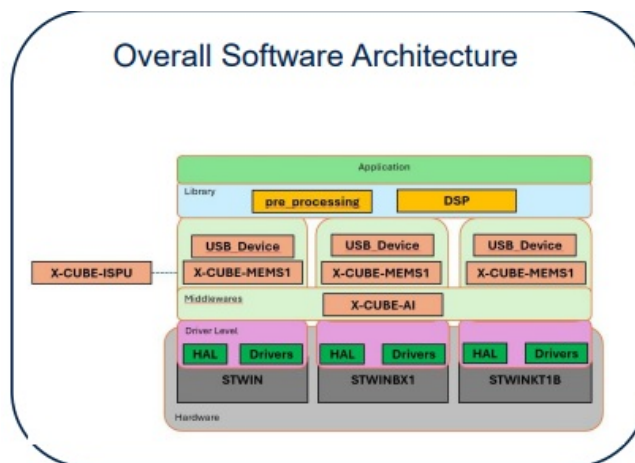 Overall Software Architecture
Application
Library
pre_processing
DSP
USB_Device
USB_Device
USB_Device
X-CUBE-ISPU
X-CUBE-MEMS1
X-CUBE-MEMS1
X-CUBE-MEMS1
Middlewares
X-CUBE-AI
Driver Level
HAL
Drivers
HAL
Drivers
HAL
Drivers
STWIN
STWINBX1
STWINKT1B
Hardware